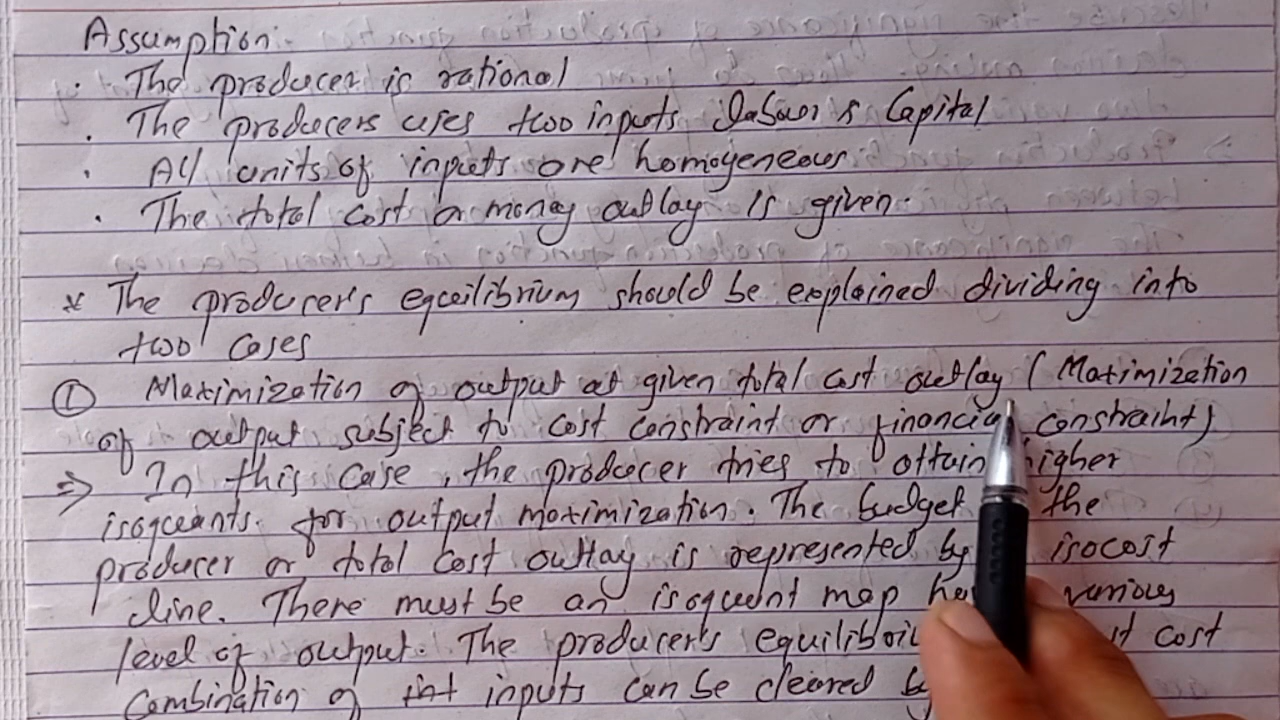 Assumption.
· The producer is rational
· The producers uses two inputs labour & Capital
· All units of inputs are homogeneous
· The total cost or money outlay is given.
* The producer's equilibrium should be explained dividing into
two cases
① Maximization of output at given total cost outlay (Maximization
of output subject to cost constraint or financial constraint)
⇒ In this case, the producer tries to attain higher
isoquants for output maximization. The budget the
producer or total cost outlay is represented by isocost
line. There must be an isoquant map various
level of output. The producer's cost
Combination of inputs can be cleared